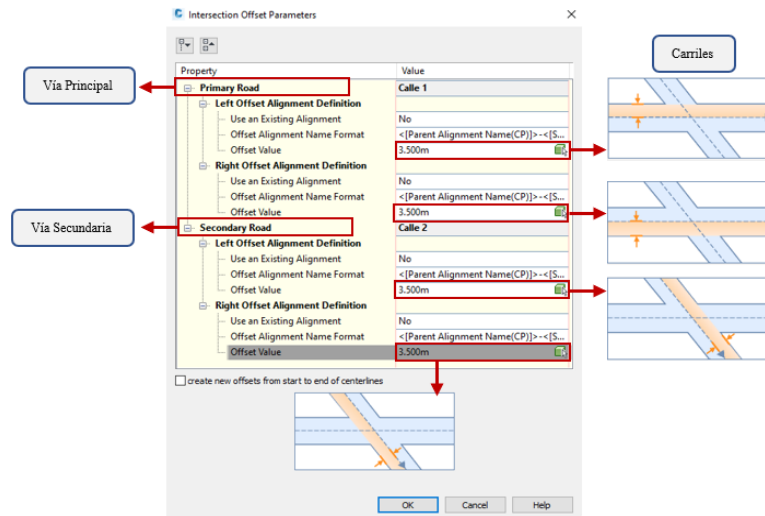 Intersection Offset Parameters
Carriles
Property Value
Vía Principal
Primary Road Calle 1
Left Offset Alignment Definition
Use an Existing Alignment No
Offset Alignment Name Format <[Parent Alignment Name(CP)]>-<[S...
Offset Value 3.500m
Right Offset Alignment Definition
Use an Existing Alignment No
Offset Alignment Name Format <[Parent Alignment Name(CP)]>-<[S...
Offset Value 3.500m
Vía Secundaria
Secondary Road Calle 2
Left Offset Alignment Definition
Use an Existing Alignment No
Offset Alignment Name Format <[Parent Alignment Name(CP)]>-<[S...
Offset Value 3.500m
Right Offset Alignment Definition
Use an Existing Alignment No
Offset Alignment Name Format <[Parent Alignment Name(CP)]>-<[S...
Offset Value 3.500m
create new offsets from start to end of centerlines
OK Cancel Help